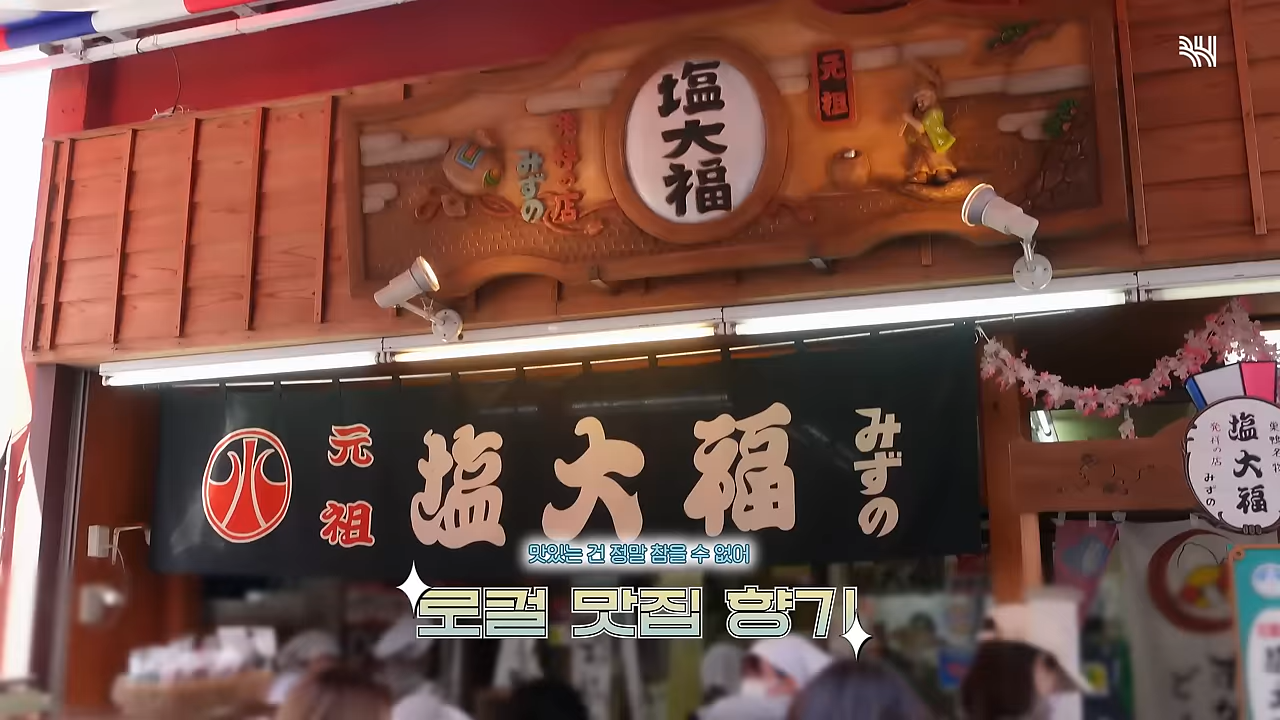 塩大福
元祖
発祥の店
みずの
元祖
塩大福
みずの
塩大福
発祥の店
みずの
맛있는 건 정말 참을 수 없어
로컬 맛집 향기